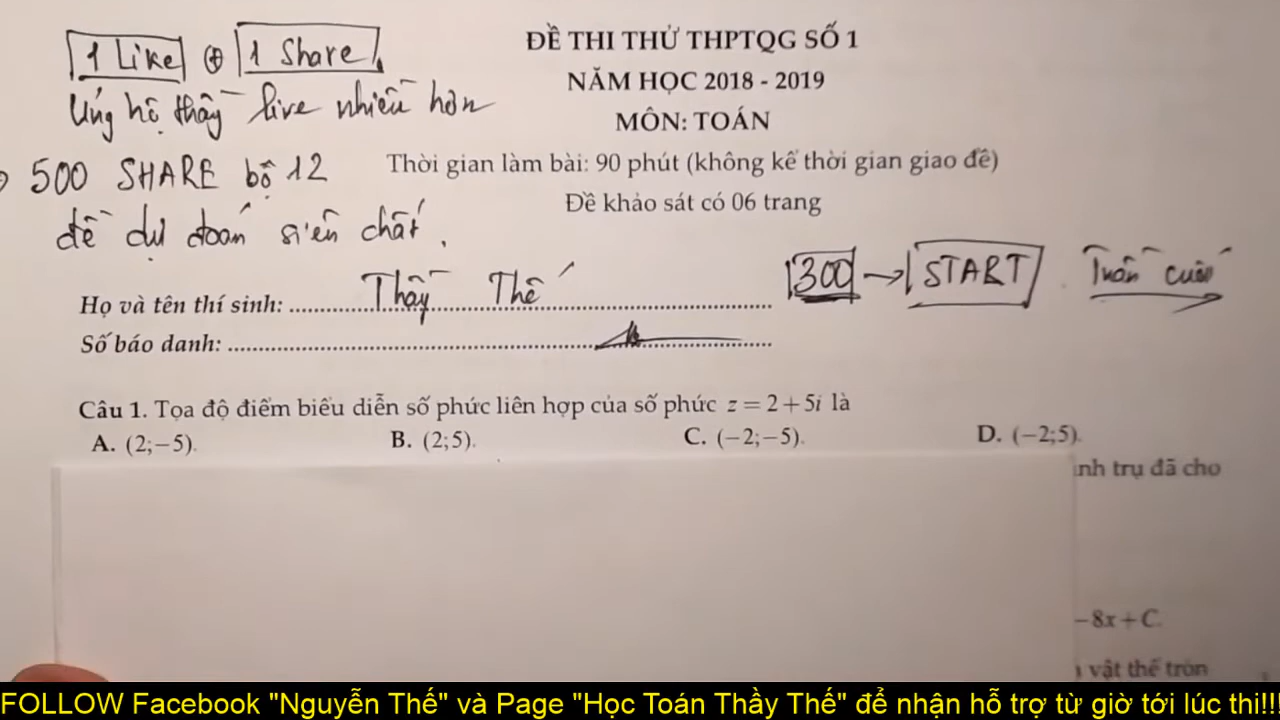 1 Like ⊕ 1 Share
Ủng hộ thầy live nhiều hơn
500 SHARE bộ 12
đề dự đoán siêu chất.
ĐỀ THI THỬ THPTQG SỐ 1
NĂM HỌC 2018 - 2019
MÔN: TOÁN
Thời gian làm bài: 90 phút (không kể thời gian giao đề)
Đề khảo sát có 06 trang
300 → START Tuần cuối
Họ và tên thí sinh: Thầy Thế
Số báo danh:
Câu 1. Tọa độ điểm biểu diễn số phức liên hợp của số phức z = 2 + 5i là
A. (2;−5). B. (2;5). C. (−2;−5). D. (−2;5).
trụ đã cho
−8x + C.
vật thể tròn
FOLLOW Facebook "Nguyễn Thế" và Page "Học Toán Thầy Thế" để nhận hỗ trợ từ giờ tới lúc thi!!!